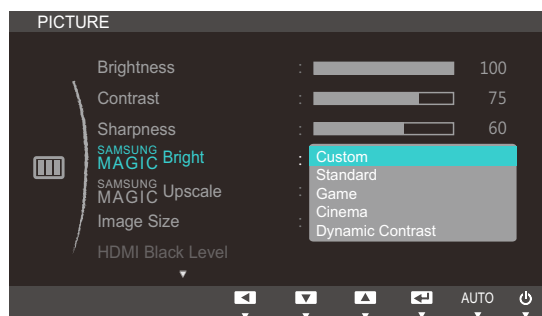 PICTURE
Brightness : 100
Contrast : 75
Sharpness : 60
SAMSUNG MAGIC Bright : Custom
Standard
SAMSUNG MAGIC Upscale : Game
Cinema
Image Size : Dynamic Contrast
HDMI Black Level
AUTO